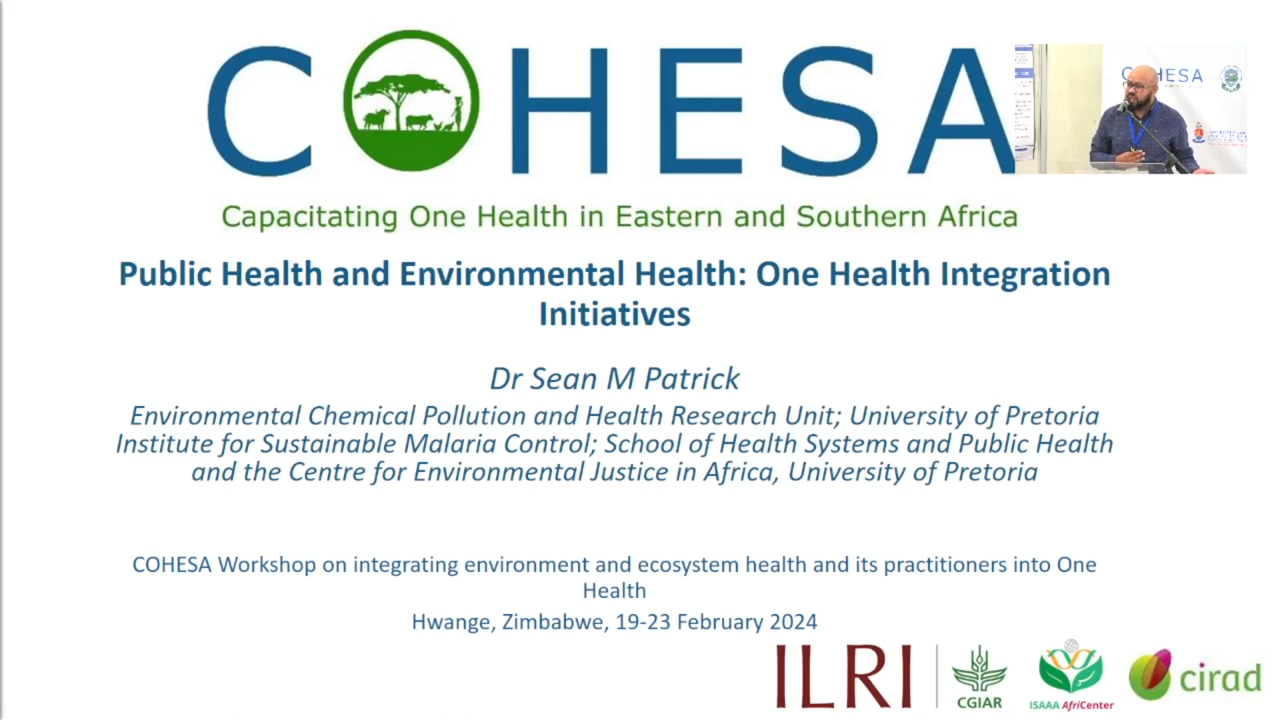 COHESA
Capacitating One Health in Eastern and Southern Africa
COHESA
Public Health and Environmental Health: One Health Integration
Initiatives
Dr Sean M Patrick
Environmental Chemical Pollution and Health Research Unit; University of Pretoria
Institute for Sustainable Malaria Control; School of Health Systems and Public Health
and the Centre for Environmental Justice in Africa, University of Pretoria
COHESA Workshop on integrating environment and ecosystem health and its practitioners into One
Health
Hwange, Zimbabwe, 19-23 February 2024
ILRI
CGIAR
ISAAA AfriCenter
cirad